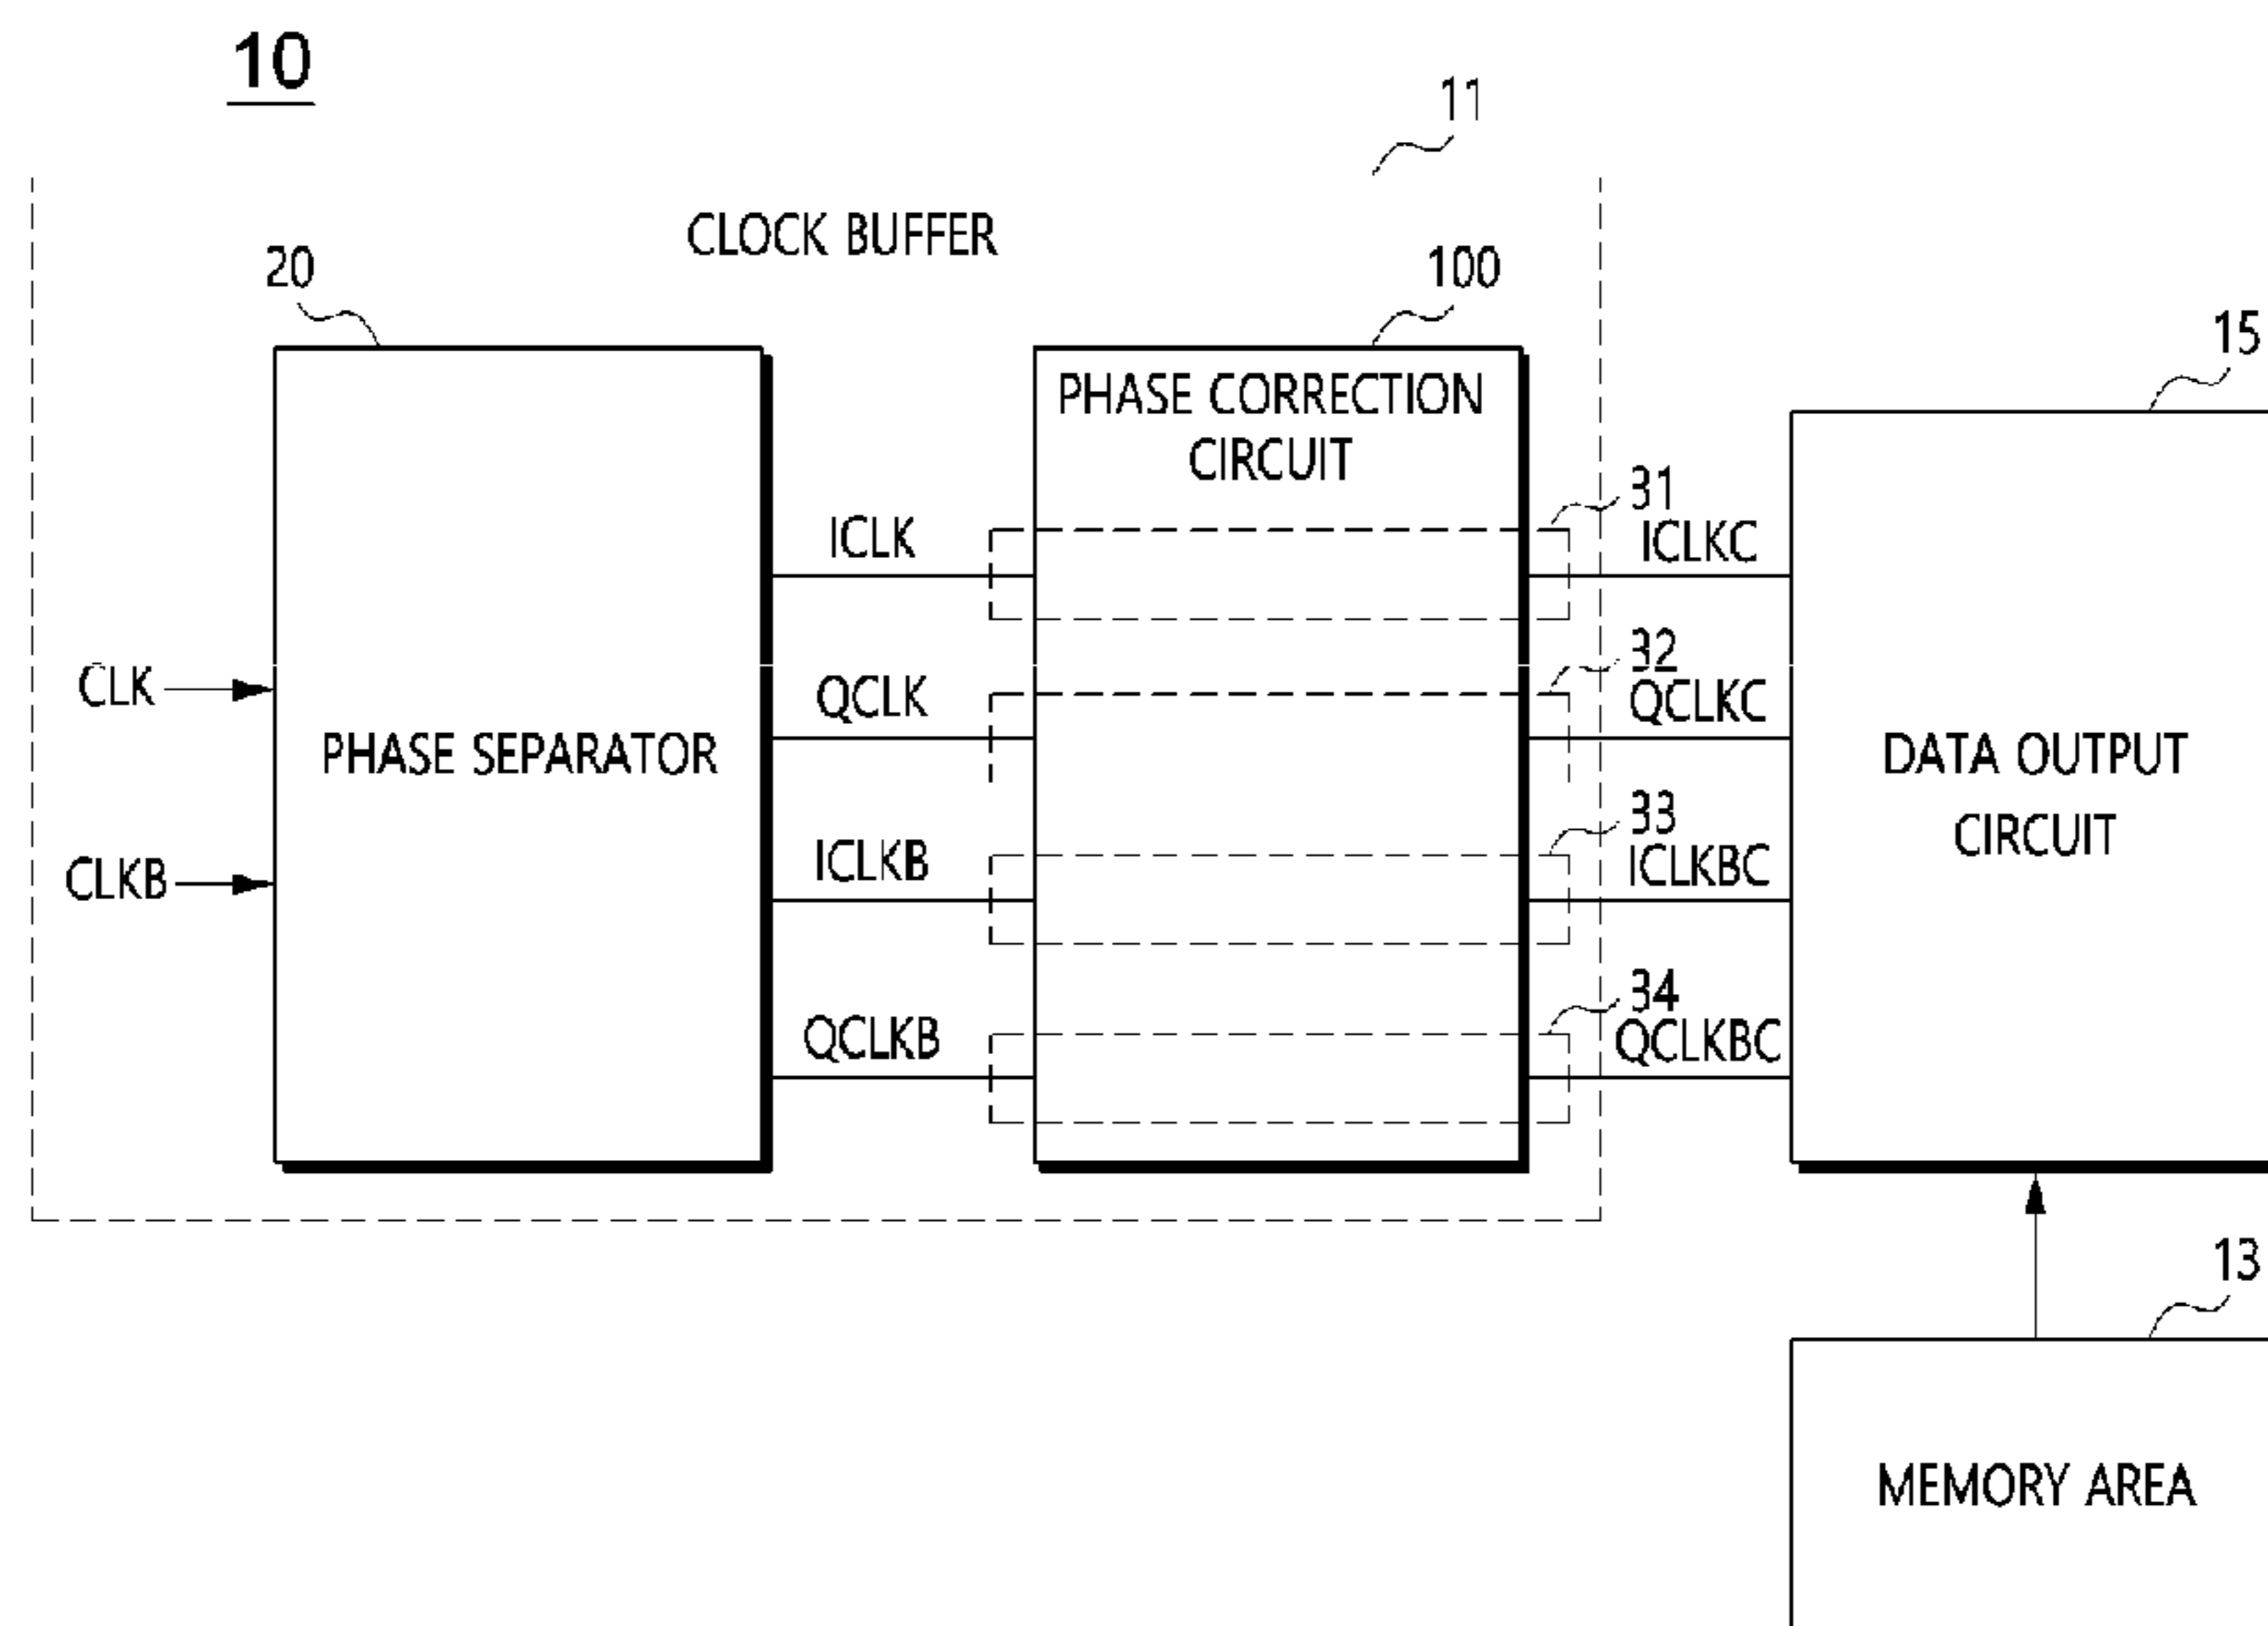 10
11
CLOCK BUFFER
20
100
15
PHASE CORRECTION
CIRCUIT
31
ICLK
ICLKC
32
CLK
QCLK
QCLKC
PHASE SEPARATOR
DATA OUTPUT
CIRCUIT
33
ICLKB
ICLKBC
CLKB
34
QCLKB
QCLKBC
13
MEMORY AREA